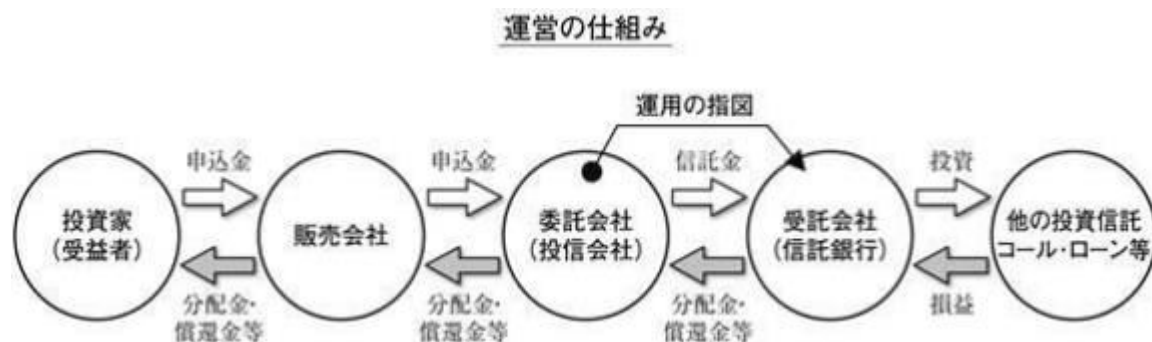 運営の仕組み
運用の指図
申込金
申込金
信託金
投資
投資家
(受益者)
販売会社
委託会社
(投信会社)
受託会社
(信託銀行)
他の投資信託
コール・ローン等
分配金・
償還金等
分配金・
償還金等
分配金・
償還金等
損益